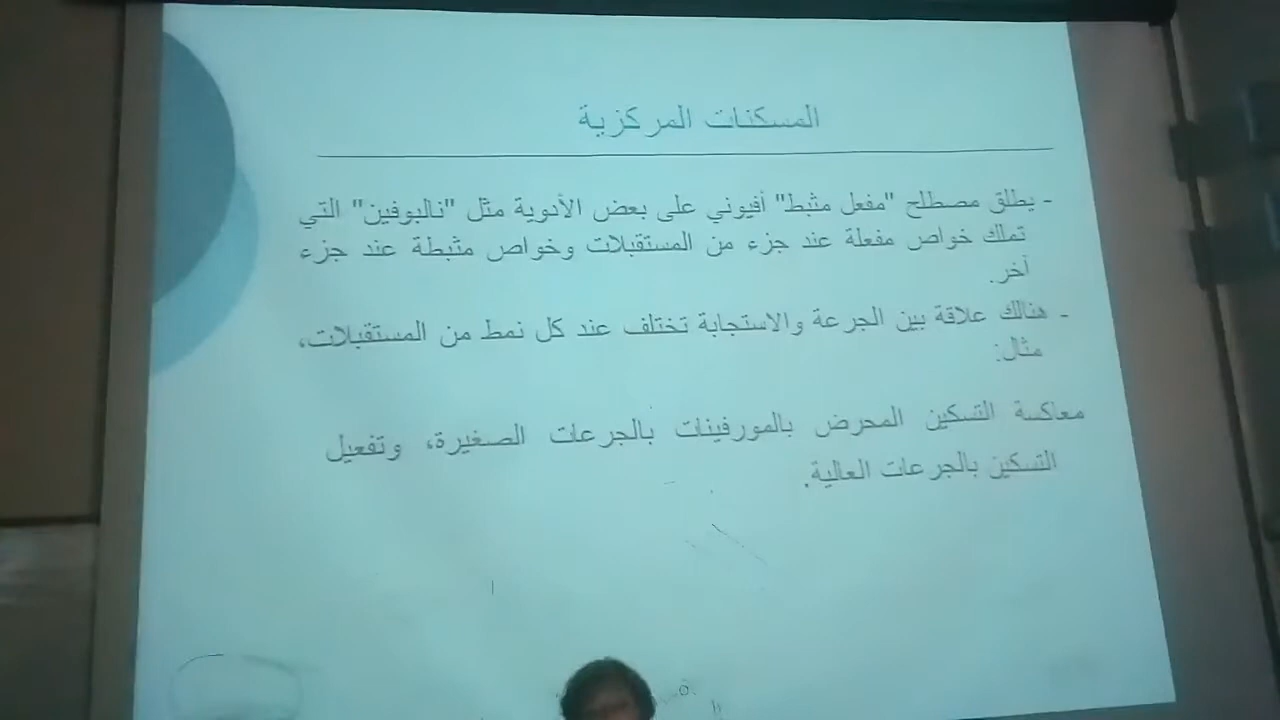 المسكنات المركزية
- يطلق مصطلح "مفعل مثبط" أفيوني على بعض الأدوية مثل "نالبوفين" التي
تملك خواص مفعلة عند جزء من المستقبلات وخواص مثبطة عند جزء
آخر.
- هنالك علاقة بين الجرعة والاستجابة تختلف عند كل نمط من المستقبلات،
مثال:
معاكسة التسكين المحرض بالمورفينات بالجرعات الصغيرة، وتفعيل
التسكين بالجرعات العالية.